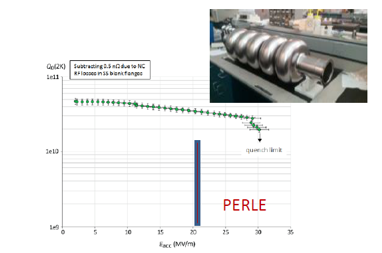 Q₀(2K)
Subtracting 0.5 nΩ due to NC
RF losses in SS blank flanges
1e11
1e10
quench limit
PERLE
1e9
0 5 10 15 20 25 30 35
Eacc (MV/m)